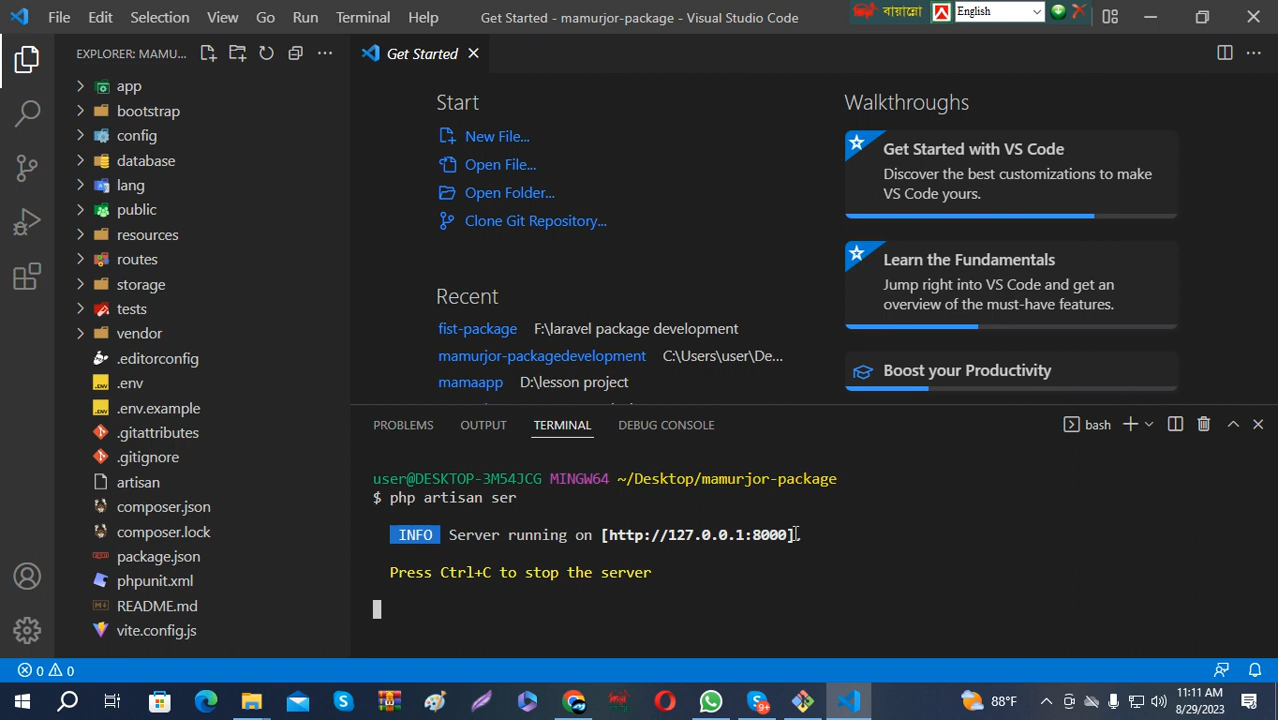 File Edit Selection View Go Run Terminal Help
Get Started - mamurjor-package - Visual Studio Code
বায়ান্নো
English
EXPLORER: MAMU...
app
bootstrap
config
database
lang
public
resources
routes
storage
tests
vendor
.editorconfig
.env
.env.example
.gitattributes
.gitignore
artisan
composer.json
composer.lock
package.json
phpunit.xml
README.md
vite.config.js
Get Started
Start
New File...
Open File...
Open Folder...
Clone Git Repository...
Recent
fist-package F:\laravel package development
mamurjor-packagedevelopment C:\Users\user\De...
mamaapp D:\lesson project
Walkthroughs
Get Started with VS Code
Discover the best customizations to make
VS Code yours.
Learn the Fundamentals
Jump right into VS Code and get an
overview of the must-have features.
Boost your Productivity
PROBLEMS OUTPUT TERMINAL DEBUG CONSOLE
bash
user@DESKTOP-3M54JCG MINGW64 ~/Desktop/mamurjor-package
$ php artisan ser
INFO Server running on [http://127.0.0.1:8000].
Press Ctrl+C to stop the server
0 0
88°F
11:11 AM
8/29/2023